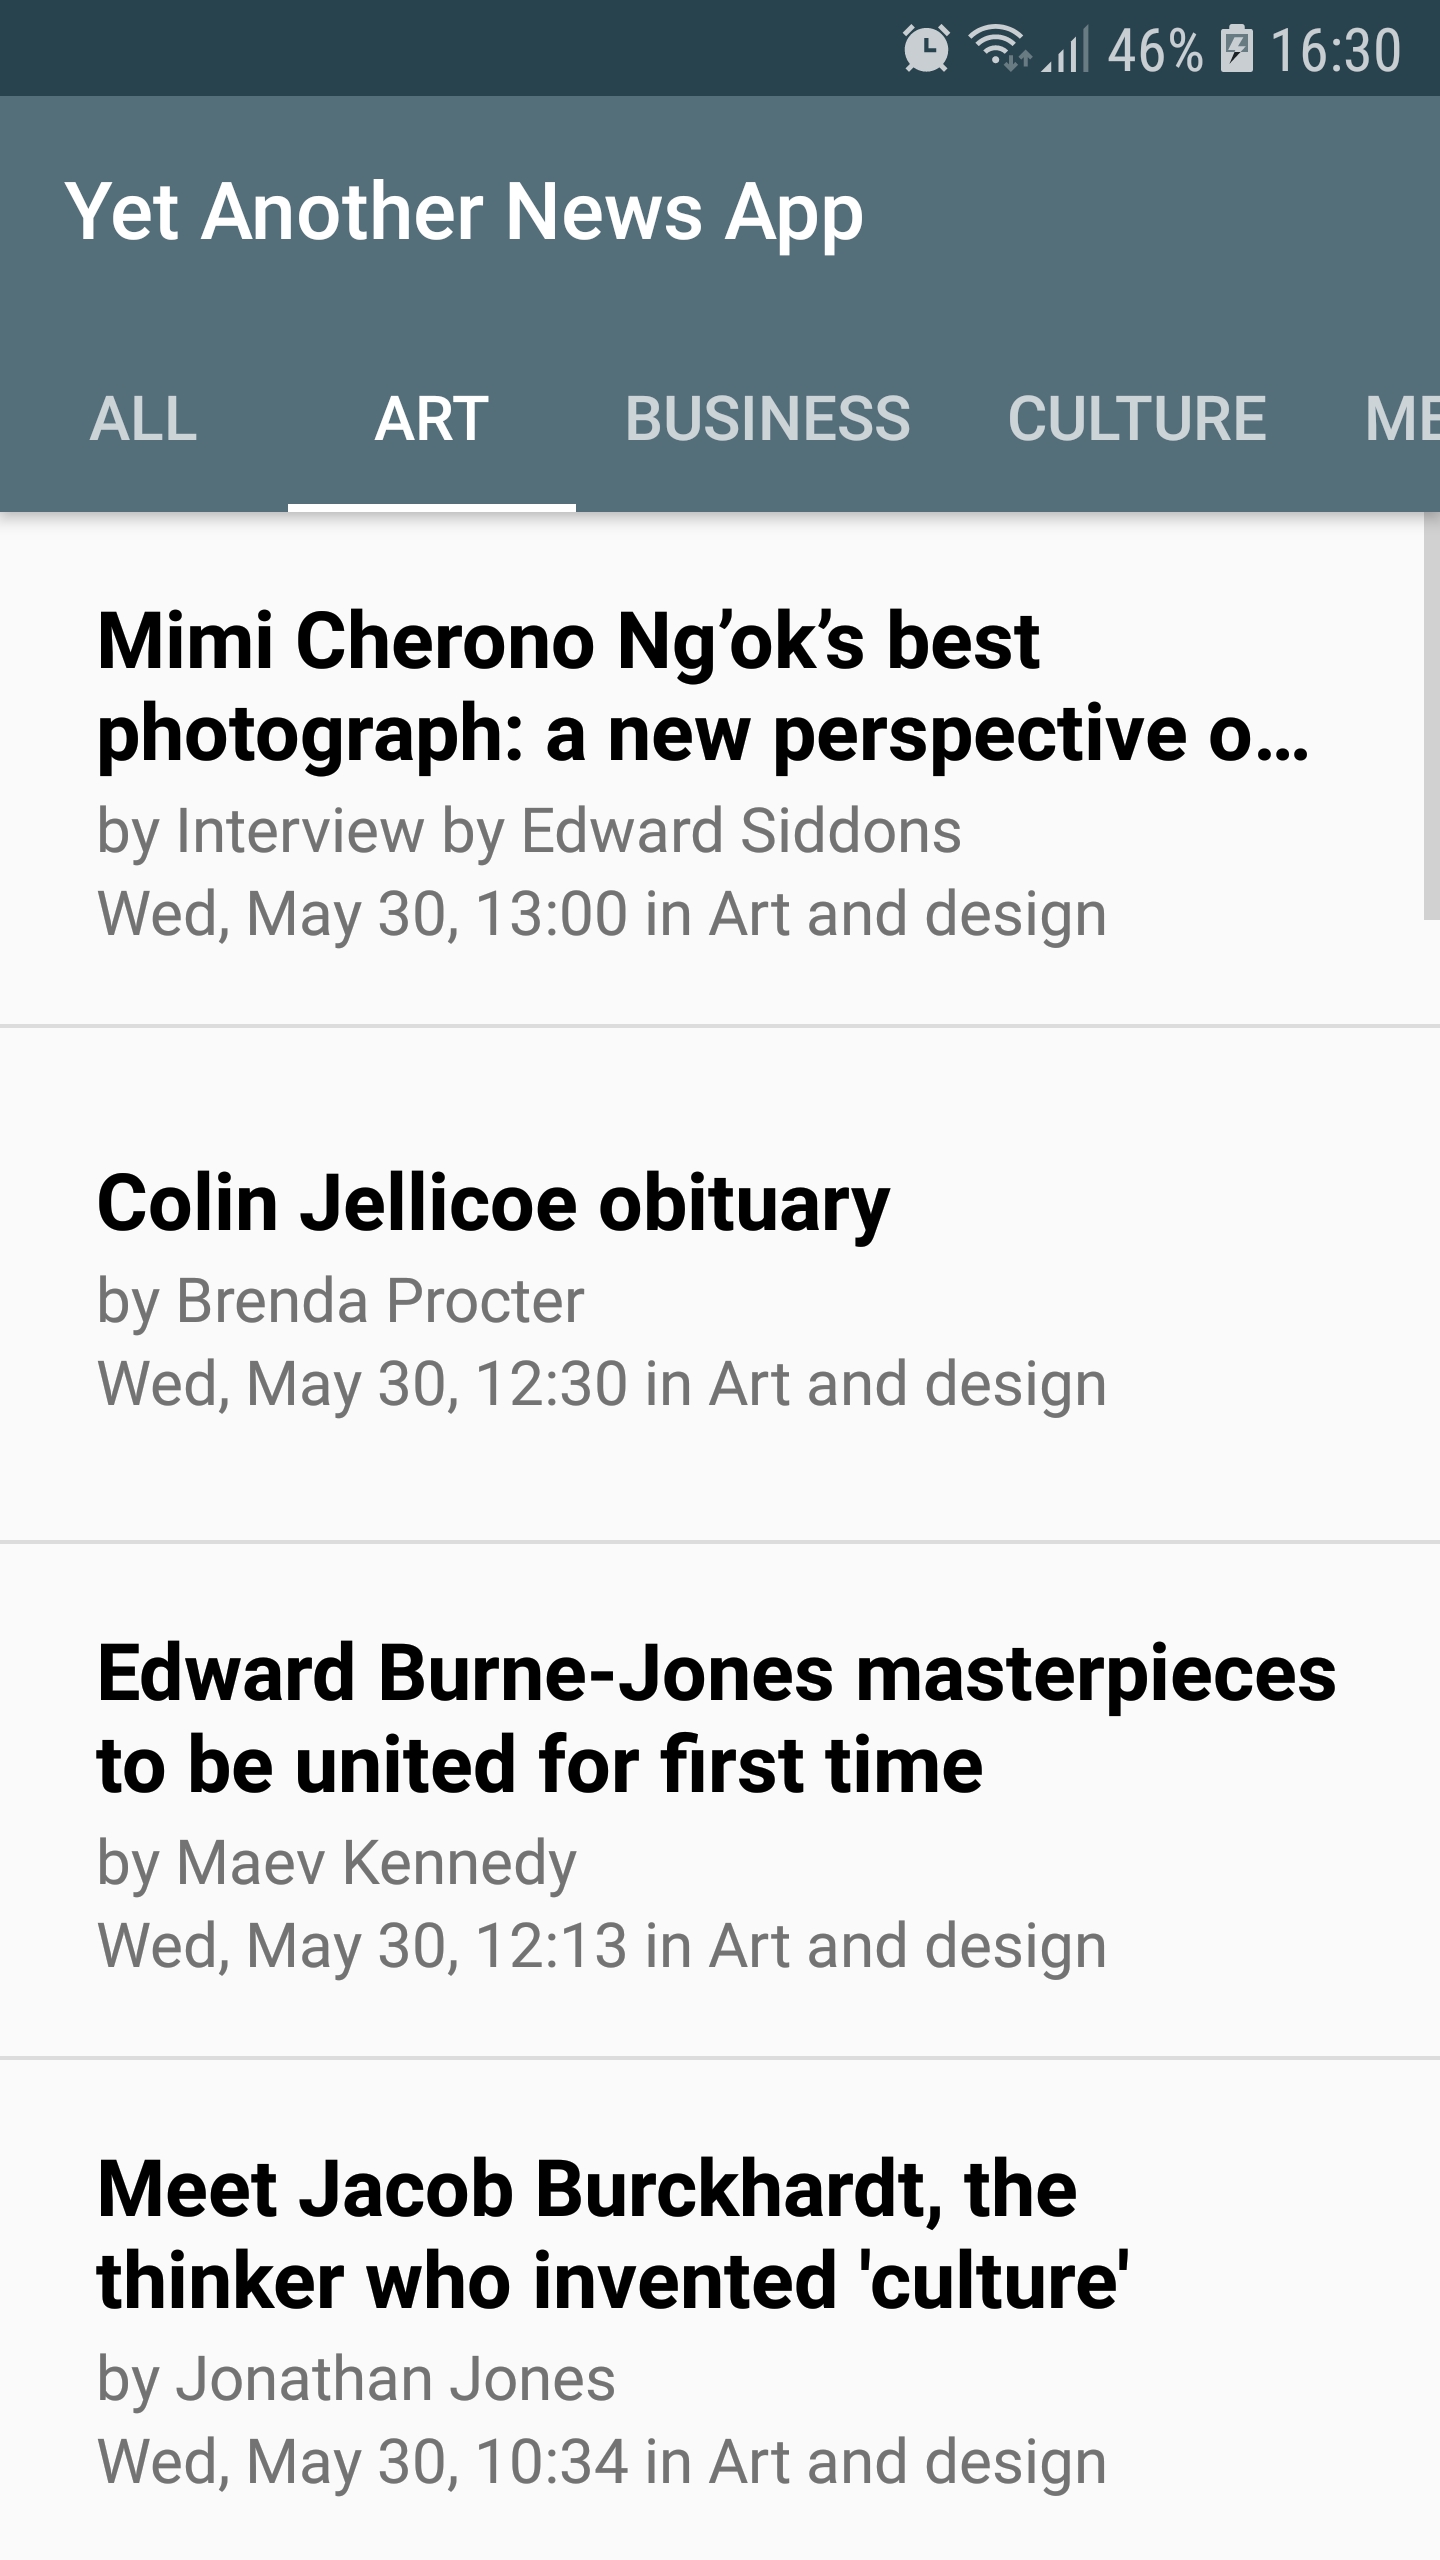 46% 16:30
Yet Another News App
ALL ART BUSINESS CULTURE ME
Mimi Cherono Ng’ok’s best
photograph: a new perspective o…
by Interview by Edward Siddons
Wed, May 30, 13:00 in Art and design
Colin Jellicoe obituary
by Brenda Procter
Wed, May 30, 12:30 in Art and design
Edward Burne-Jones masterpieces
to be united for first time
by Maev Kennedy
Wed, May 30, 12:13 in Art and design
Meet Jacob Burckhardt, the
thinker who invented 'culture'
by Jonathan Jones
Wed, May 30, 10:34 in Art and design